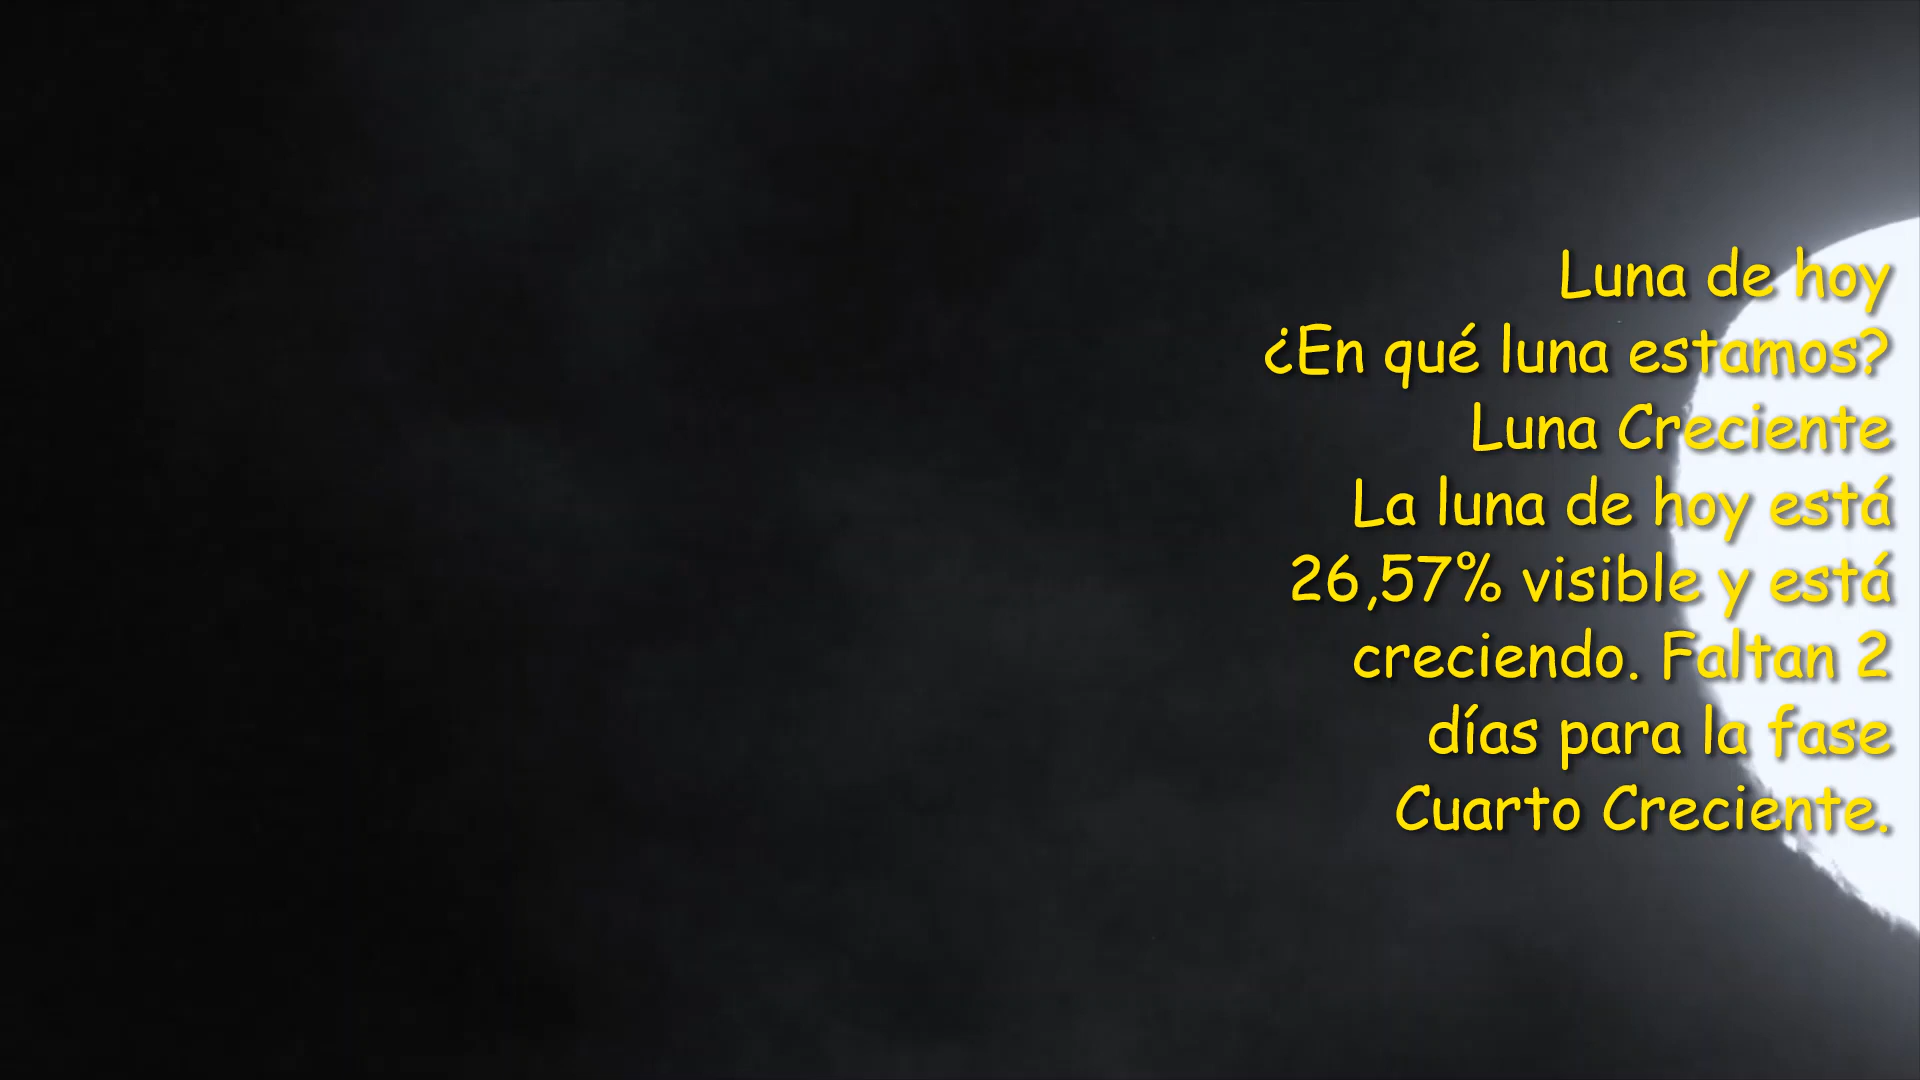 Luna de hoy
¿En qué luna estamos?
Luna Creciente
La luna de hoy está
26,57% visible y está
creciendo. Faltan 2
días para la fase
Cuarto Creciente.